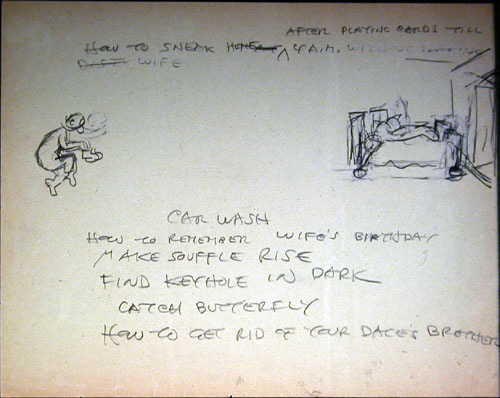 AFTER PLAYING CARDS TILL
HOW TO SNEAK HOME 4 A.M. WITHOUT WAKING
WIFE
CAR WASH
HOW TO REMEMBER WIFE'S BIRTHDAY
MAKE SOUFFLE RISE
FIND KEYHOLE IN DARK
CATCH BUTTERFLY
HOW TO GET RID OF YOUR DATE'S BROTHER